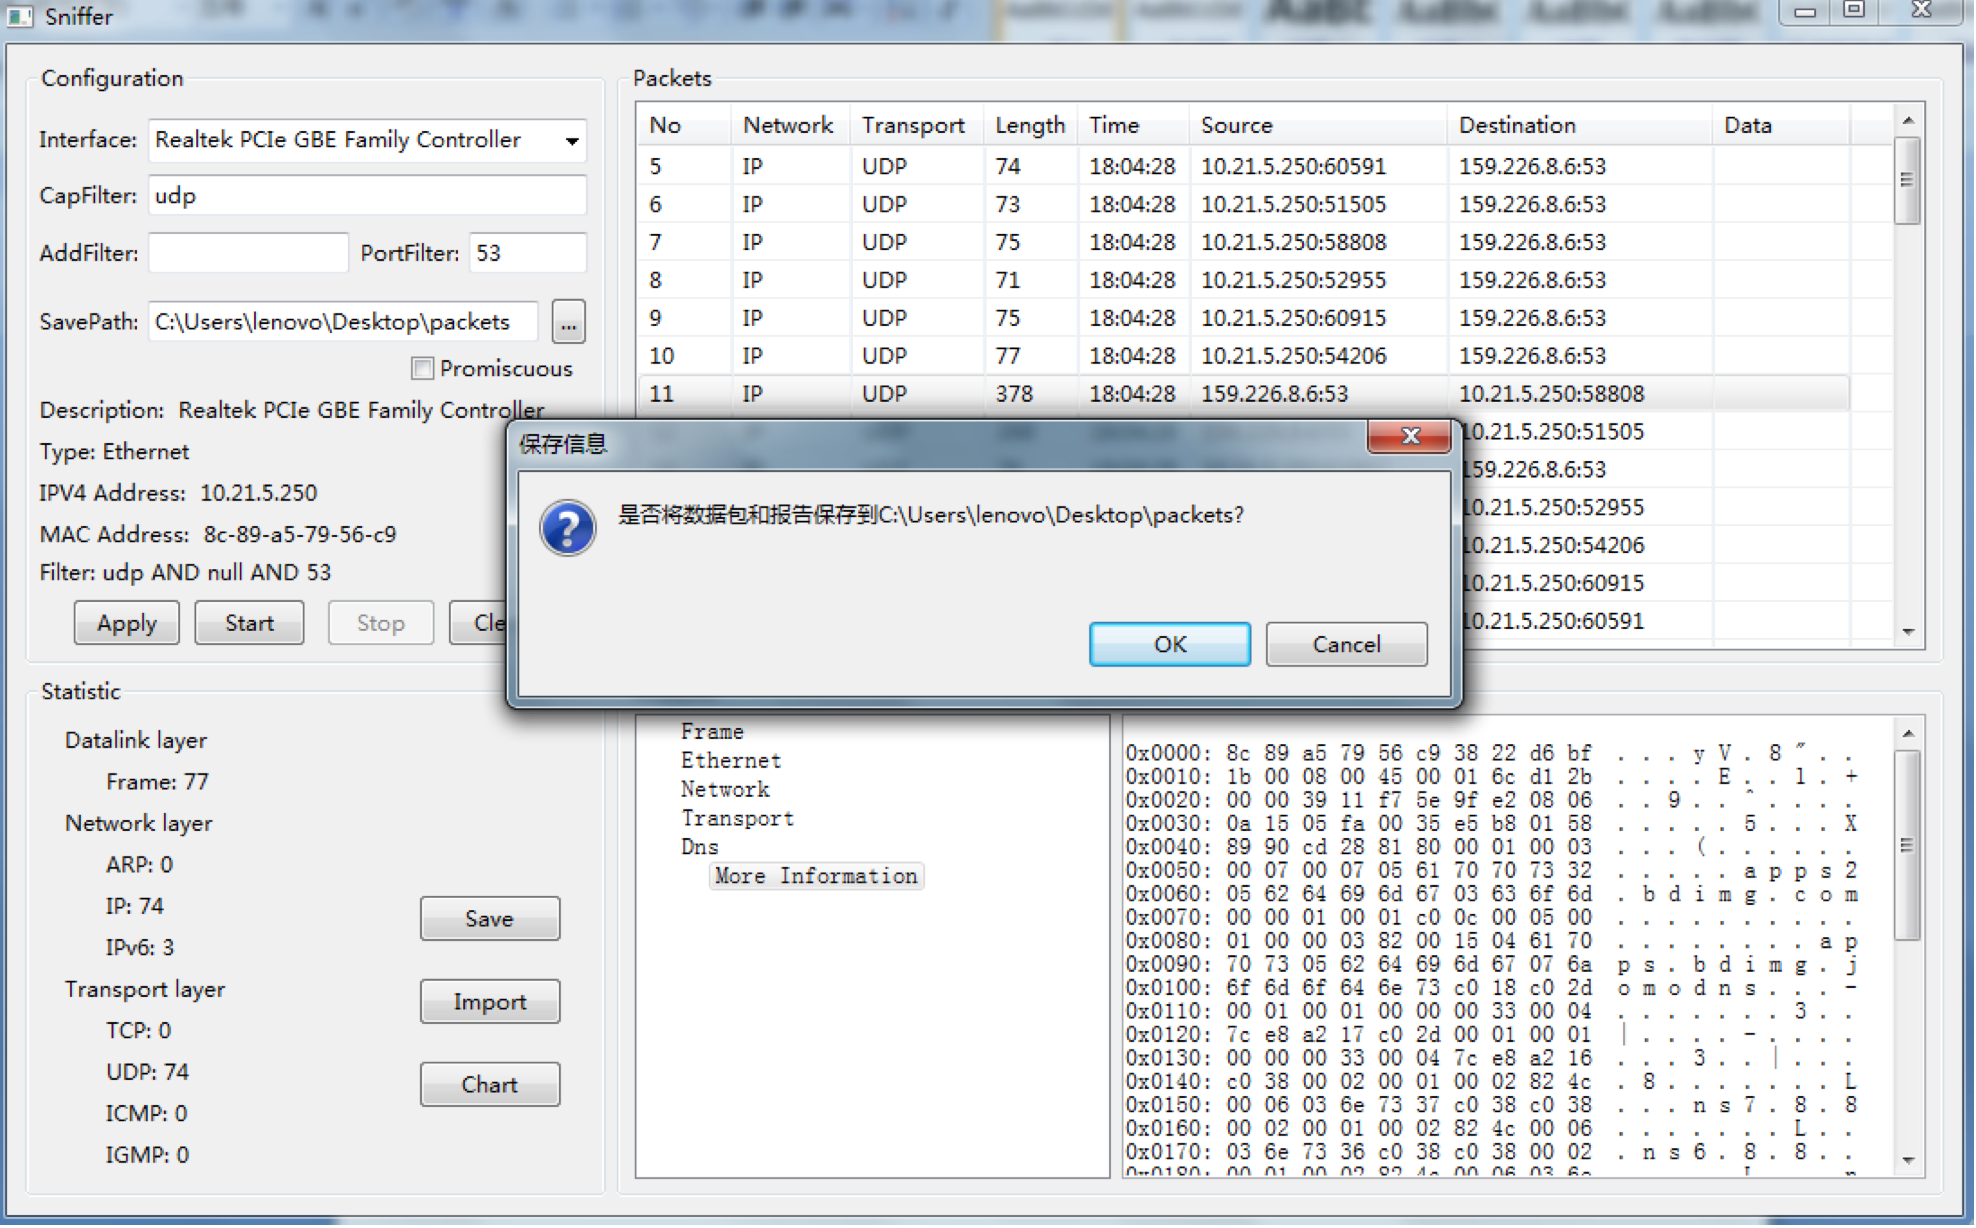 Sniffer
Configuration
Interface: Realtek PCIe GBE Family Controller
CapFilter: udp
AddFilter: PortFilter: 53
SavePath: C:\Users\lenovo\Desktop\packets ...
Promiscuous
Description: Realtek PCIe GBE Family Controller
Type: Ethernet
IPV4 Address: 10.21.5.250
MAC Address: 8c-89-a5-79-56-c9
Filter: udp AND null AND 53
Apply Start Stop Cle
Packets
No Network Transport Length Time Source Destination Data
5 IP UDP 74 18:04:28 10.21.5.250:60591 159.226.8.6:53
6 IP UDP 73 18:04:28 10.21.5.250:51505 159.226.8.6:53
7 IP UDP 75 18:04:28 10.21.5.250:58808 159.226.8.6:53
8 IP UDP 71 18:04:28 10.21.5.250:52955 159.226.8.6:53
9 IP UDP 75 18:04:28 10.21.5.250:60915 159.226.8.6:53
10 IP UDP 77 18:04:28 10.21.5.250:54206 159.226.8.6:53
11 IP UDP 378 18:04:28 159.226.8.6:53 10.21.5.250:58808
10.21.5.250:51505
159.226.8.6:53
10.21.5.250:52955
10.21.5.250:54206
10.21.5.250:60915
10.21.5.250:60591
保存信息
是否将数据包和报告保存到C:\Users\lenovo\Desktop\packets?
OK Cancel
Statistic
Datalink layer
Frame: 77
Network layer
ARP: 0
IP: 74
IPv6: 3
Transport layer
TCP: 0
UDP: 74
ICMP: 0
IGMP: 0
Save
Import
Chart
Frame
Ethernet
Network
Transport
Dns
More Information
0x0000: 8c 89 a5 79 56 c9 38 22 d6 bf . . . y V . 8 " . .
0x0010: 1b 00 08 00 45 00 01 6c d1 2b . . . . E . . l . +
0x0020: 00 00 39 11 f7 5e 9f e2 08 06 . . 9 . . ^ . . . .
0x0030: 0a 15 05 fa 00 35 e5 b8 01 58 . . . . . 5 . . . X
0x0040: 89 90 cd 28 81 80 00 01 00 03 . . . ( . . . . . .
0x0050: 00 07 00 07 05 61 70 70 73 32 . . . . . a p p s 2
0x0060: 05 62 64 69 6d 67 03 63 6f 6d . b d i m g . c o m
0x0070: 00 00 01 00 01 c0 0c 00 05 00 . . . . . . . . . .
0x0080: 01 00 00 03 82 00 15 04 61 70 . . . . . . . . a p
0x0090: 70 73 05 62 64 69 6d 67 07 6a p s . b d i m g . j
0x0100: 6f 6d 6f 64 6e 73 c0 18 c0 2d o m o d n s . . . -
0x0110: 00 01 00 01 00 00 00 33 00 04 . . . . . . . 3 . .
0x0120: 7c e8 a2 17 c0 2d 00 01 00 01 | . . . . - . . . .
0x0130: 00 00 00 33 00 04 7c e8 a2 16 . . . 3 . . | . . .
0x0140: c0 38 00 02 00 01 00 02 82 4c . 8 . . . . . . . L
0x0150: 00 06 03 6e 73 37 c0 38 c0 38 . . . n s 7 . 8 . 8
0x0160: 00 02 00 01 00 02 82 4c 00 06 . . . . . . . L . .
0x0170: 03 6e 73 36 c0 38 c0 38 00 02 . n s 6 . 8 . 8 . .